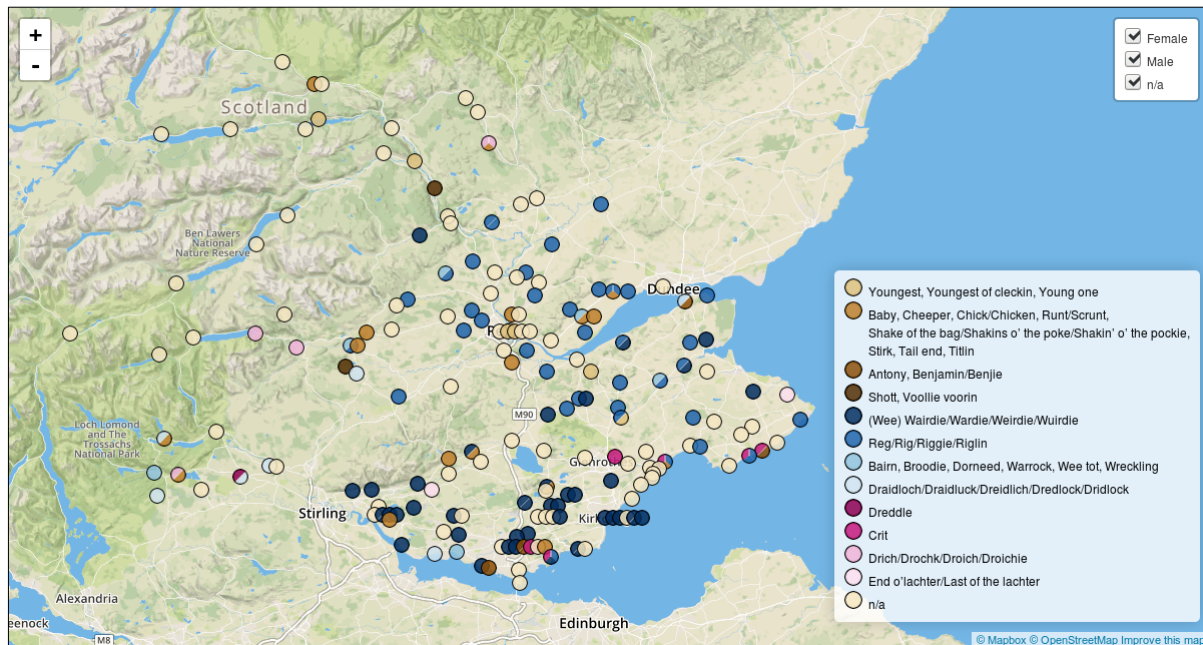 +
-
Female
Male
n/a
Scotland
Ben Lawers
National
Nature Reserve
Dundee
M90
Loch Lomond
and The
Trossachs
National Park
Stirling
Alexandria
M8
Edinburgh
Youngest, Youngest of cleckin, Young one
Baby, Cheeper, Chick/Chicken, Runt/Scrunt,
Shake of the bag/Shakins o' the poke/Shakin' o' the pockie,
Stirk, Tail end, Titlin
Antony, Benjamin/Benjie
Shott, Voollie voorin
(Wee) Wairdie/Wardie/Weirdie/Wuirdie
Reg/Rig/Riggie/Riglin
Bairn, Broodie, Dorneed, Warrock, Wee tot, Wreckling
Draidloch/Draidluck/Dreidlich/Dredlock/Dridlock
Dreddle
Crit
Drich/Drochk/Droich/Droichie
End o'lachter/Last of the lachter
n/a
© Mapbox © OpenStreetMap Improve this map